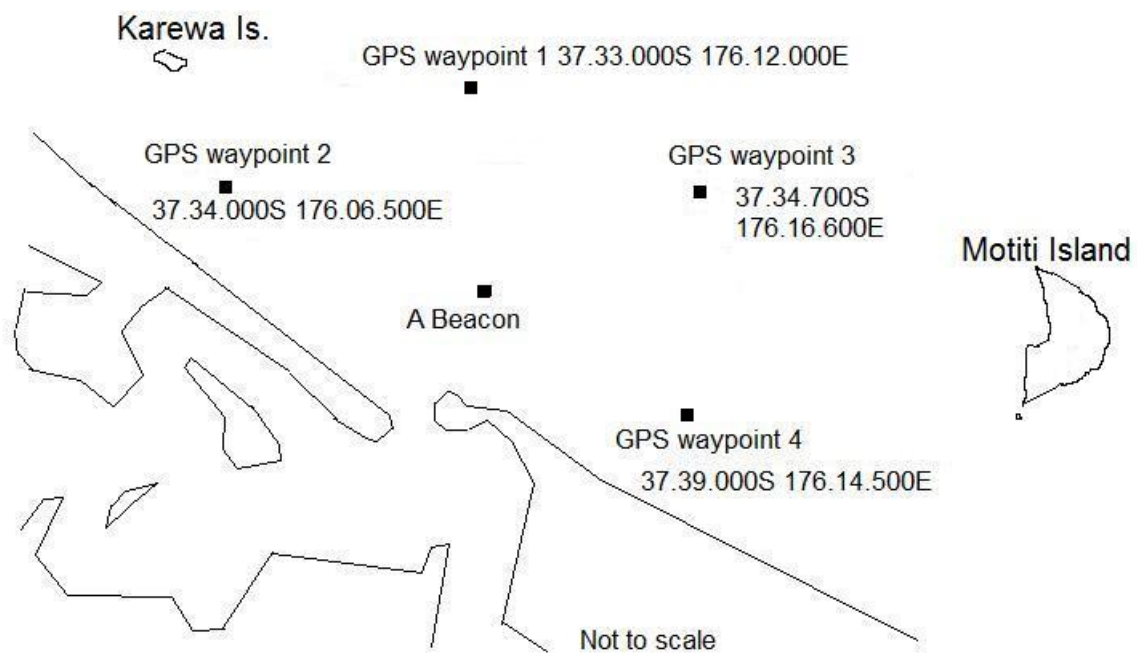 Karewa Is.
GPS waypoint 1 37.33.000S 176.12.000E
GPS waypoint 2
37.34.000S 176.06.500E
GPS waypoint 3
37.34.700S
176.16.600E
Motiti Island
A Beacon
GPS waypoint 4
37.39.000S 176.14.500E
Not to scale